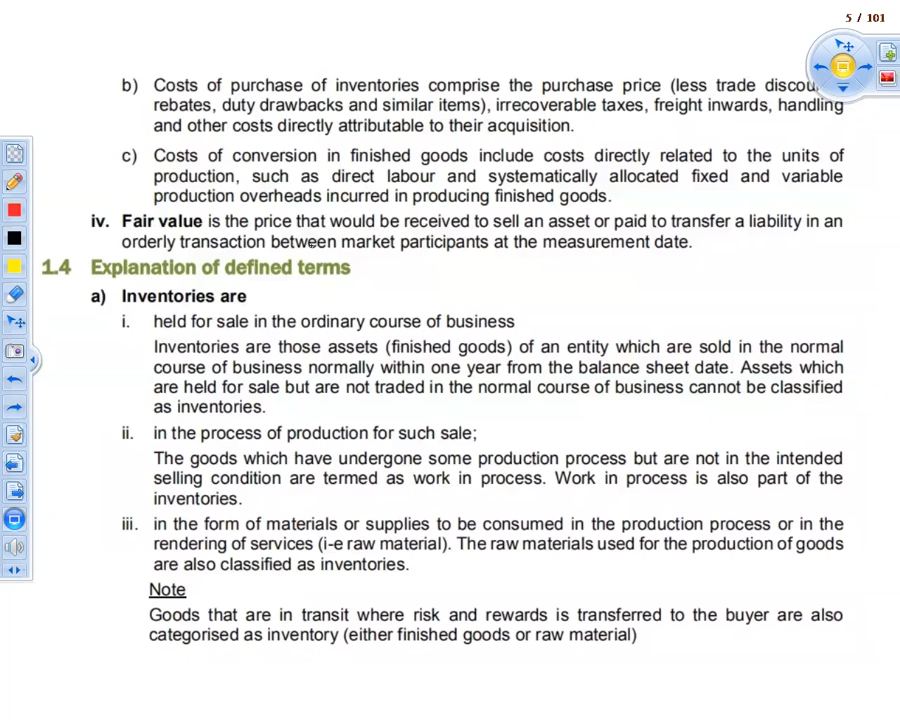 5 / 101
b) Costs of purchase of inventories comprise the purchase price (less trade
rebates, duty drawbacks and similar items), irrecoverable taxes, freight inwards, handling
and other costs directly attributable to their acquisition.
c) Costs of conversion in finished goods include costs directly related to the units of
production, such as direct labour and systematically allocated fixed and variable
production overheads incurred in producing finished goods.
iv. Fair value is the price that would be received to sell an asset or paid to transfer a liability in an
orderly transaction between market participants at the measurement date.
1.4 Explanation of defined terms
a) Inventories are
i. held for sale in the ordinary course of business
Inventories are those assets (finished goods) of an entity which are sold in the normal
course of business normally within one year from the balance sheet date. Assets which
are held for sale but are not traded in the normal course of business cannot be classified
as inventories.
ii. in the process of production for such sale;
The goods which have undergone some production process but are not in the intended
selling condition are termed as work in process. Work in process is also part of the
inventories.
iii. in the form of materials or supplies to be consumed in the production process or in the
rendering of services (i-e raw material). The raw materials used for the production of goods
are also classified as inventories.
Note
Goods that are in transit where risk and rewards is transferred to the buyer are also
categorised as inventory (either finished goods or raw material)